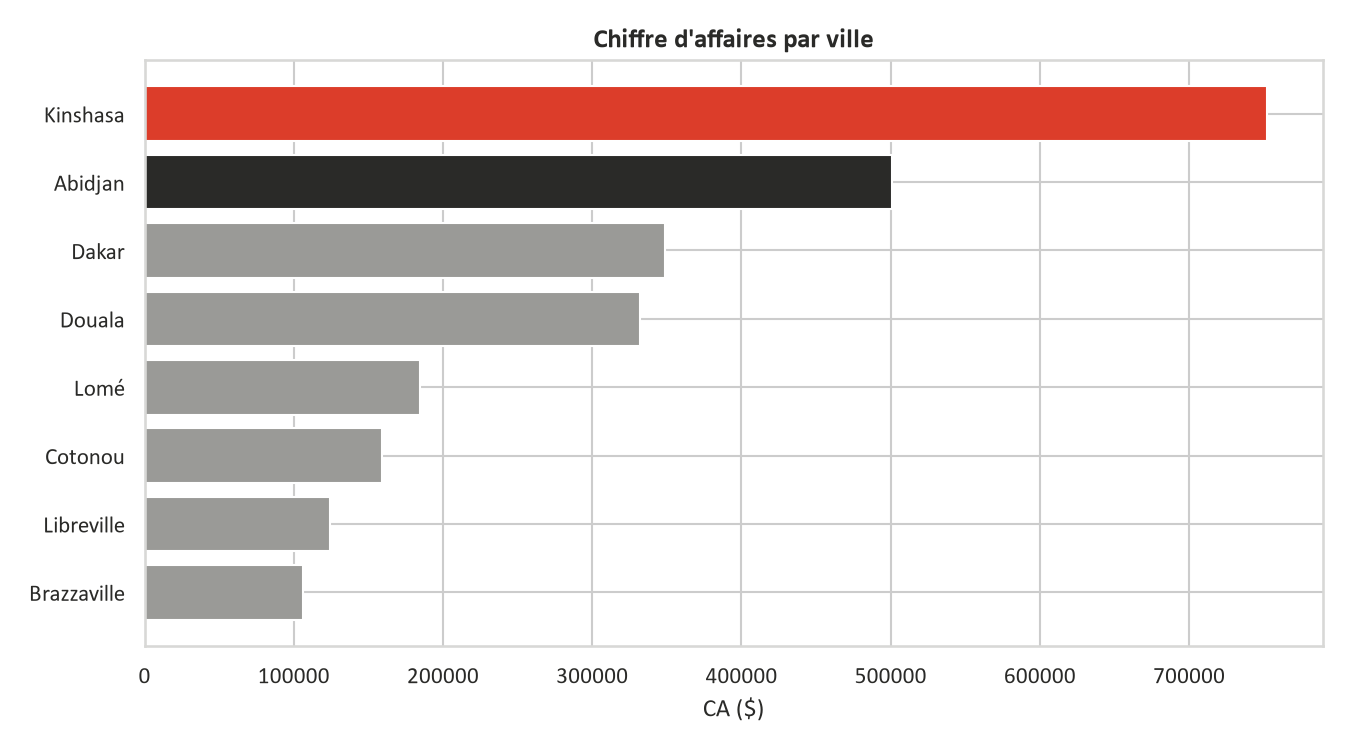 Chiffre d'affaires par ville
Kinshasa
Abidjan
Dakar
Douala
Lomé
Cotonou
Libreville
Brazzaville
0 100000 200000 300000 400000 500000 600000 700000
CA ($)